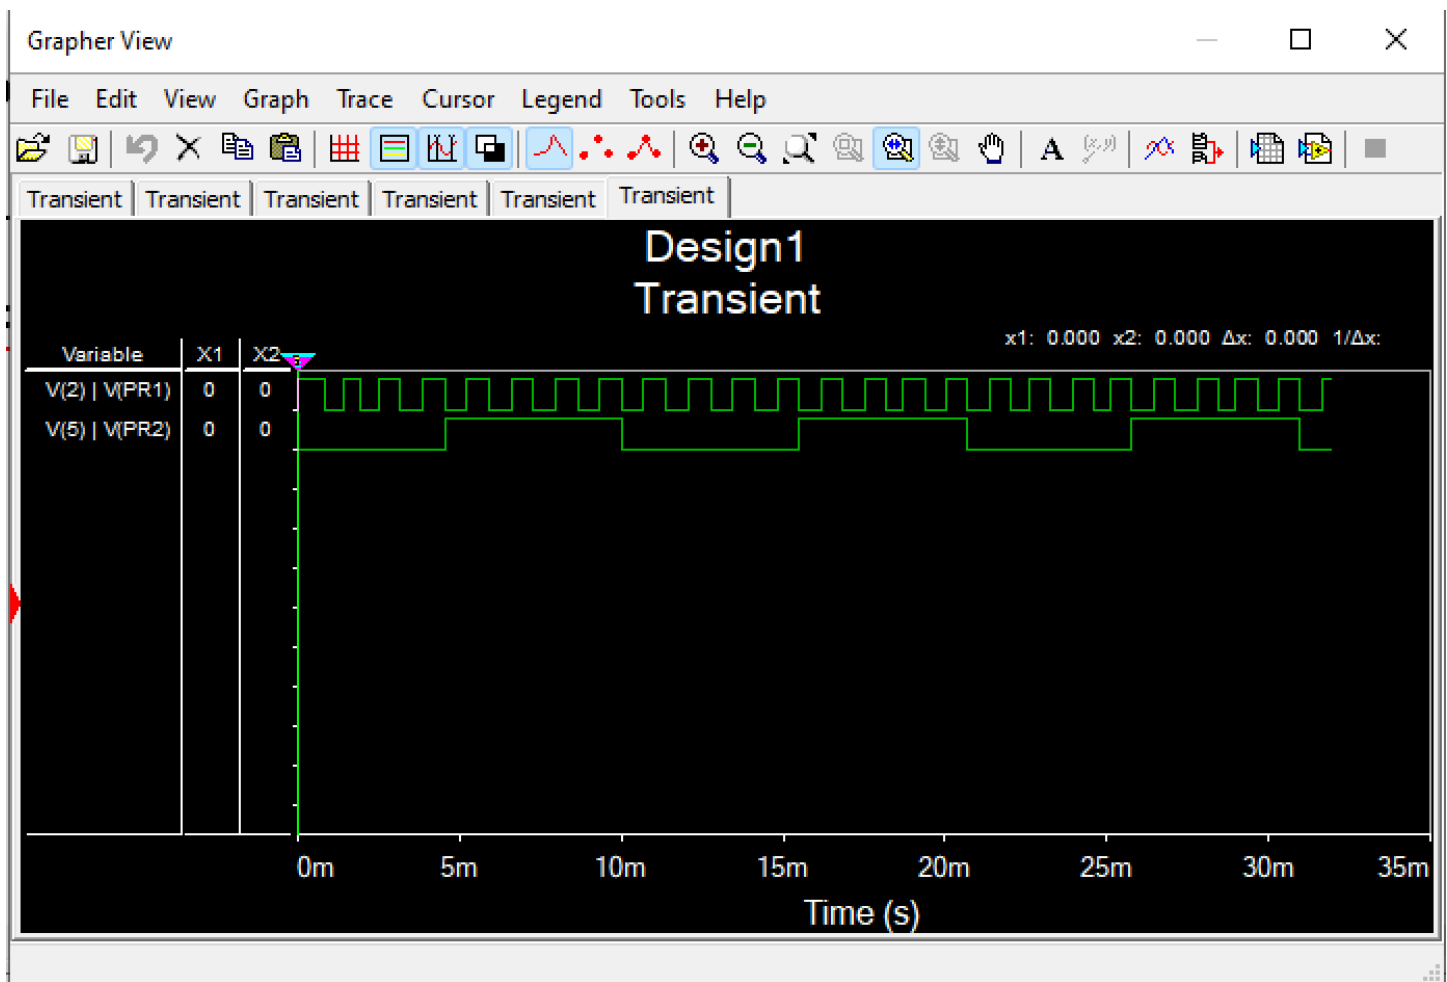 Grapher View
File Edit View Graph Trace Cursor Legend Tools Help
A (x,y)
Transient Transient Transient Transient Transient Transient
Design1
Transient
x1: 0.000 x2: 0.000 Δx: 0.000 1/Δx:
Variable X1 X2
V(2) | V(PR1) 0 0
V(5) | V(PR2) 0 0
0m 5m 10m 15m 20m 25m 30m 35m
Time (s)